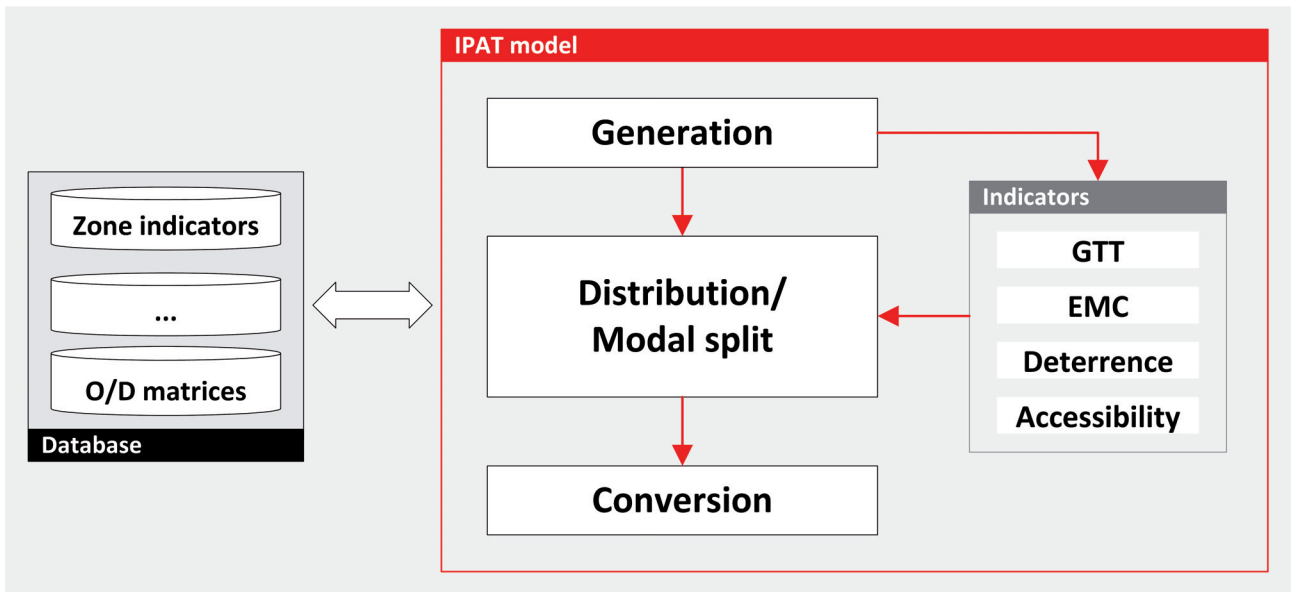 IPAT model
Generation
Zone indicators
...
O/D matrices
Database
Distribution/
Modal split
Indicators
GTT
EMC
Deterrence
Accessibility
Conversion